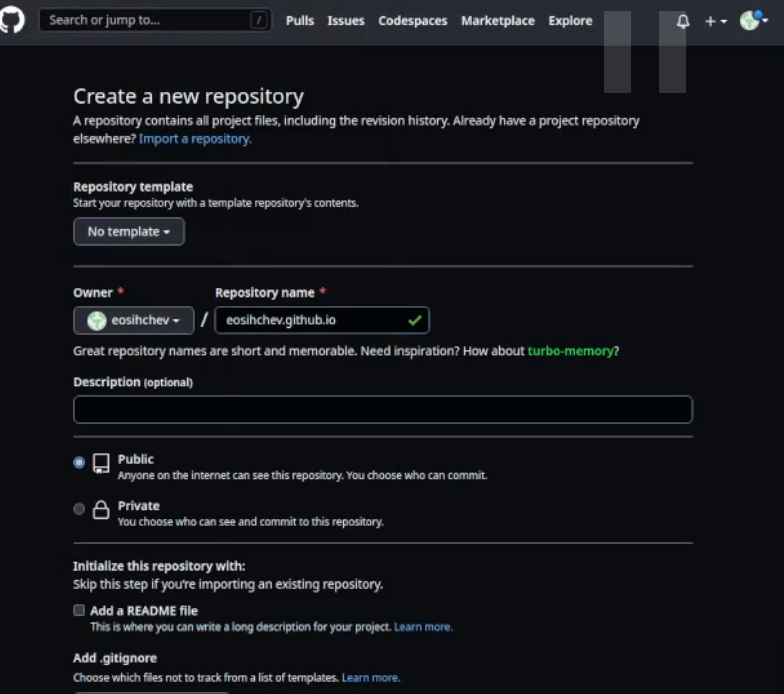 Search or jump to...
/
Pulls Issues Codespaces Marketplace Explore
Create a new repository
A repository contains all project files, including the revision history. Already have a project repository
elsewhere? Import a repository.
Repository template
Start your repository with a template repository's contents.
No template
Owner * Repository name *
eosihchev / eosihchev.github.io
Great repository names are short and memorable. Need inspiration? How about turbo-memory?
Description (optional)
Public
Anyone on the internet can see this repository. You choose who can commit.
Private
You choose who can see and commit to this repository.
Initialize this repository with:
Skip this step if you're importing an existing repository.
Add a README file
This is where you can write a long description for your project. Learn more.
Add .gitignore
Choose which files not to track from a list of templates. Learn more.